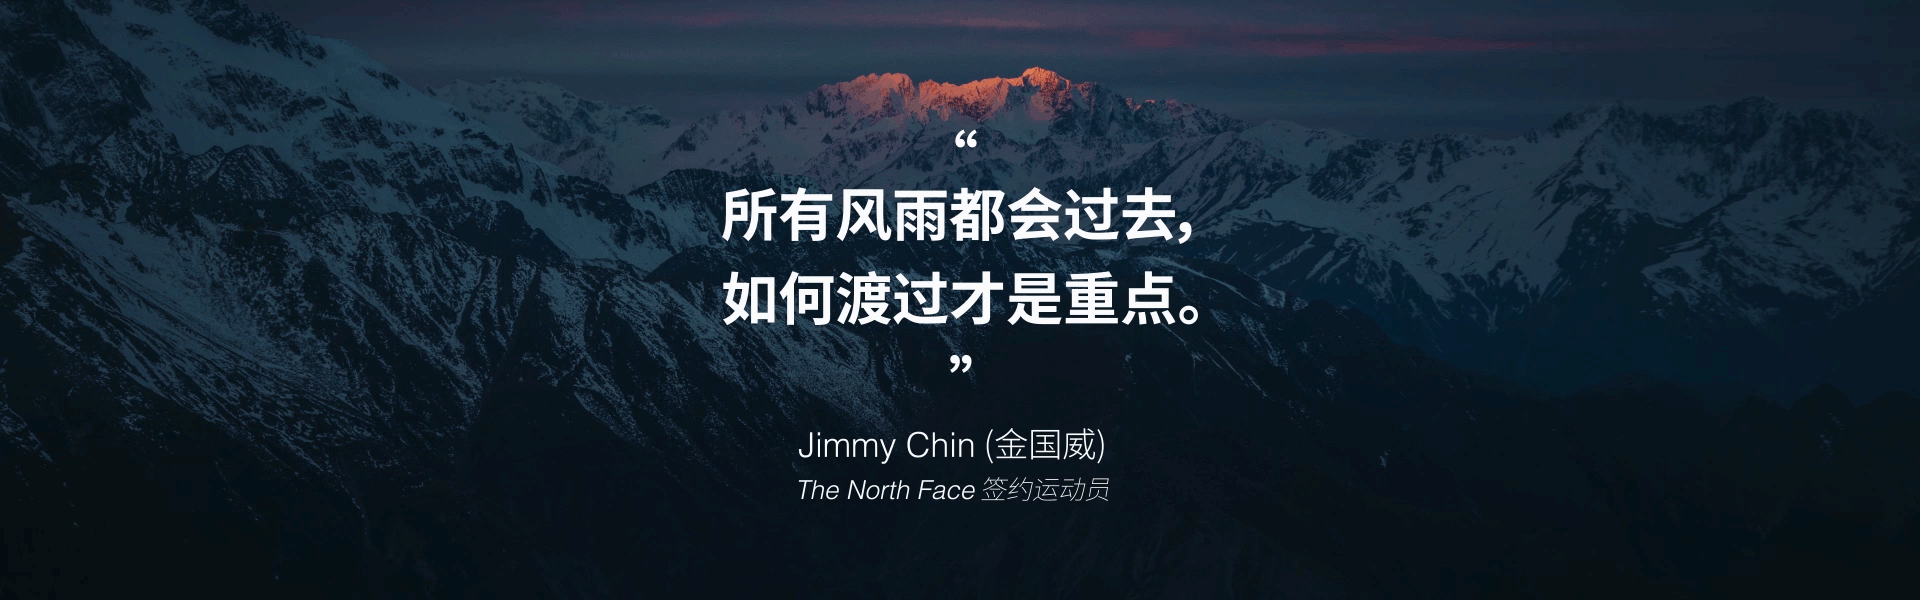 “
所有风雨都会过去,
如何渡过才是重点。
”
Jimmy Chin (金国威)
The North Face 签约运动员